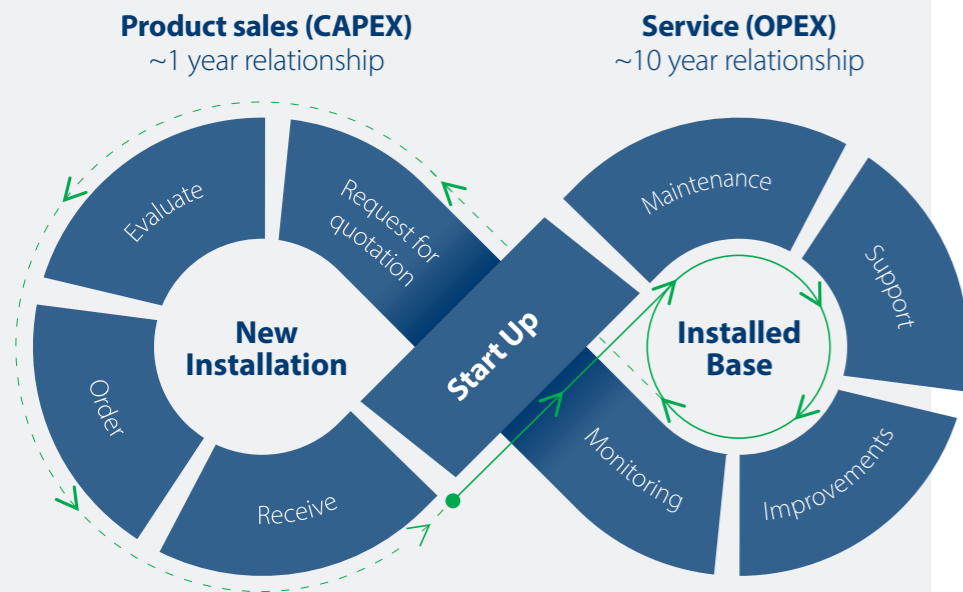 Product sales (CAPEX)
~1 year relationship
Service (OPEX)
~10 year relationship
Evaluate
Request for
quotation
Order
Receive
New
Installation
Start Up
Maintenance
Support
Improvements
Monitoring
Installed
Base